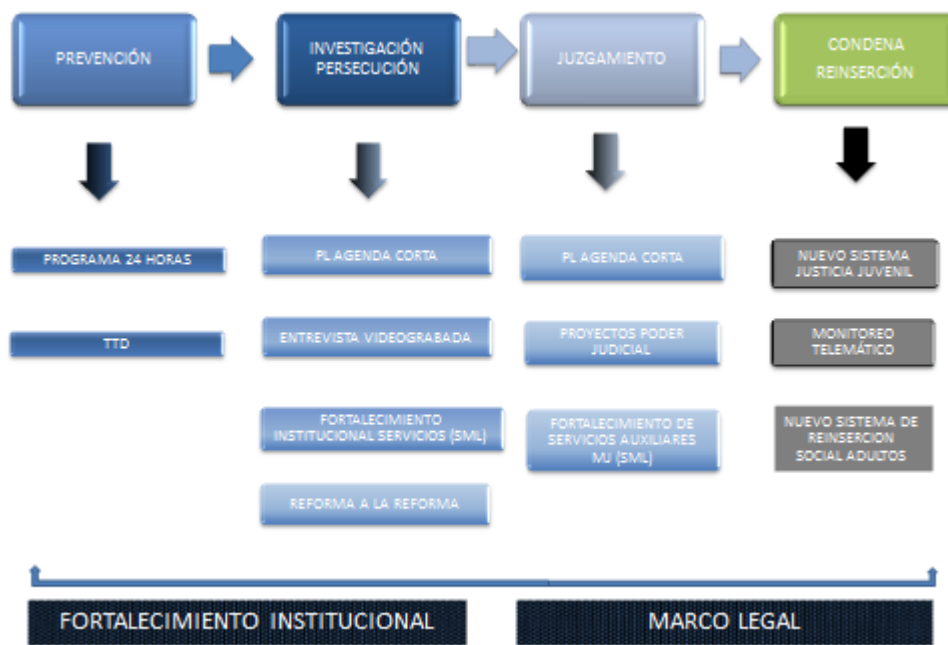 PREVENCIÓN
INVESTIGACIÓN
PERSECUCIÓN
JUZGAMIENTO
CONDENA
REINSERCIÓN
PROGRAMA 24 HORAS
TTD
PL AGENDA CORTA
ENTREVISTA VIDEOGRABADA
FORTALECIMIENTO
INSTITUCIONAL SERVICIOS (SML)
REFORMA A LA REFORMA
PL AGENDA CORTA
PROYECTOS PODER
JUDICIAL
FORTALECIMIENTO DE
SERVICIOS AUXILIARES
MJ (SML)
NUEVO SISTEMA
JUSTICIA JUVENIL
MONITOREO
TELEMÁTICO
NUEVO SISTEMA DE
REINSERCION
SOCIAL ADULTOS
FORTALECIMIENTO INSTITUCIONAL
MARCO LEGAL